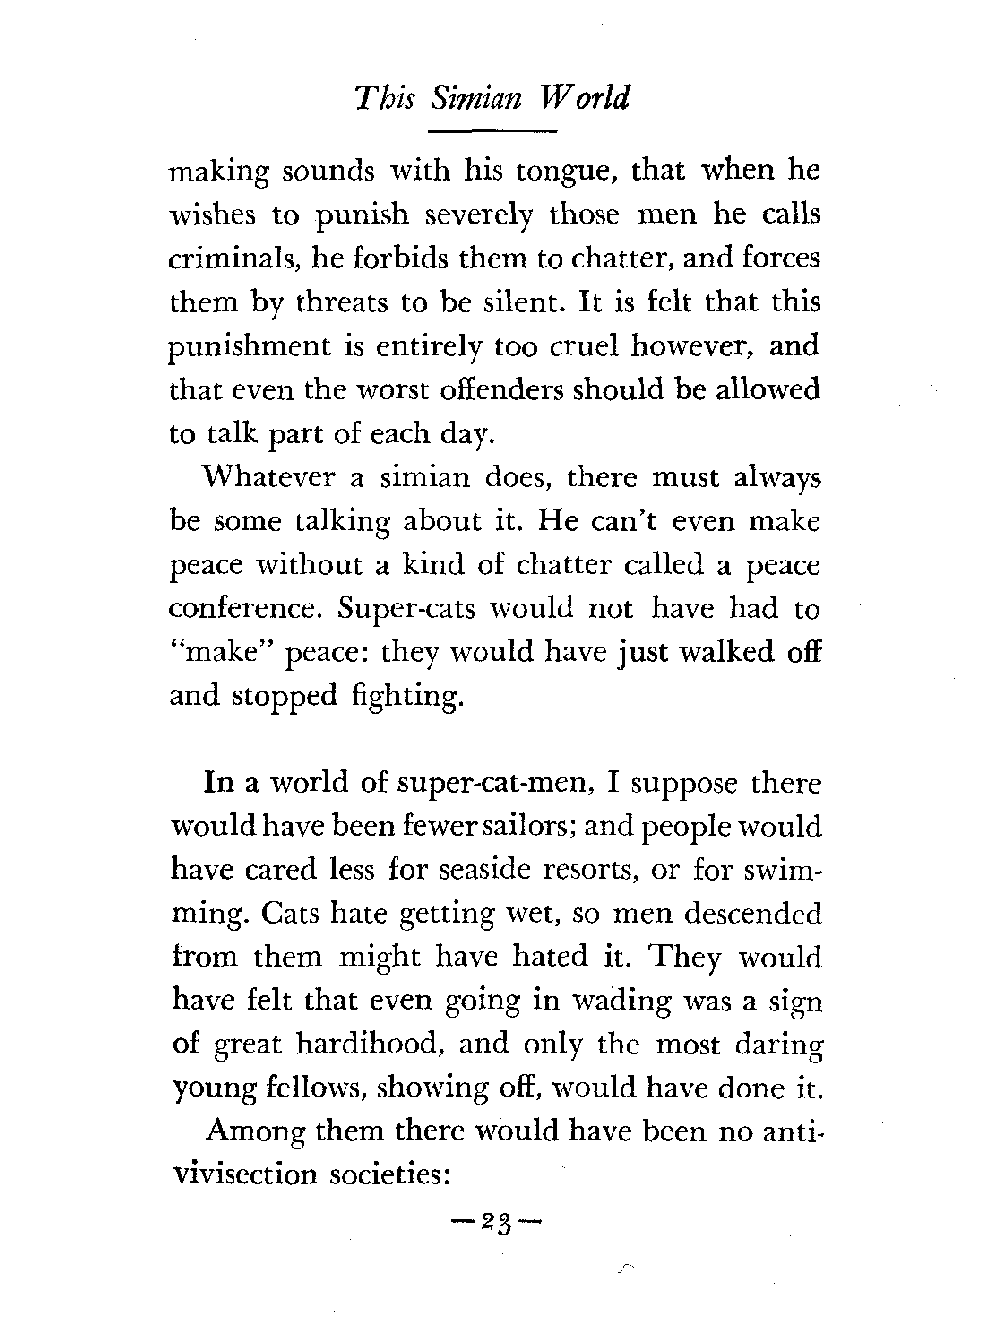 This Simian World
making sounds with his tongue, that when he
wishes to punish severely those men he calls
criminals, he forbids them to chatter, and forces
them by threats to be silent. It is felt that this
punishment is entirely too cruel however, and
that even the worst offenders should be allowed
to talk part of each day.
Whatever a simian does, there must always
be some talking about it. He can't even make
peace without a kind of chatter called a peace
conference. Super-cats would not have had to
"make" peace: they would have just walked off
and stopped fighting.
In a world of super-cat-men, I suppose there
would have been fewer sailors; and people would
have cared less for seaside resorts, or for swim-
ming. Cats hate getting wet, so men descended
from them might have hated it. They would
have felt that even going in wading was a sign
of great hardihood, and only the most daring
young fellows, showing off, would have done it.
Among them there would have been no anti-
vivisection societies:
—23—